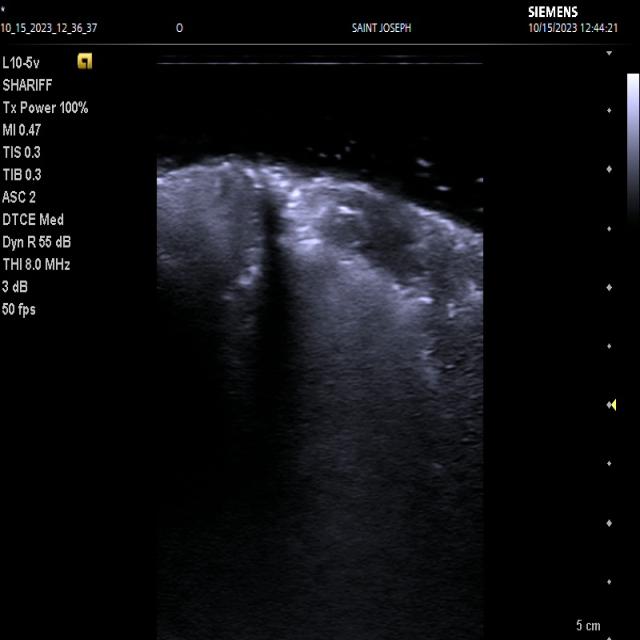 *
SIEMENS
10_15_2023_12_36_37 O SAINT JOSEPH 10/15/2023 12:44:21
L10-5v
SHARIFF
Tx Power 100%
MI 0.47
TIS 0.3
TIB 0.3
ASC 2
DTCE Med
Dyn R 55 dB
THI 8.0 MHz
3 dB
50 fps
5 cm